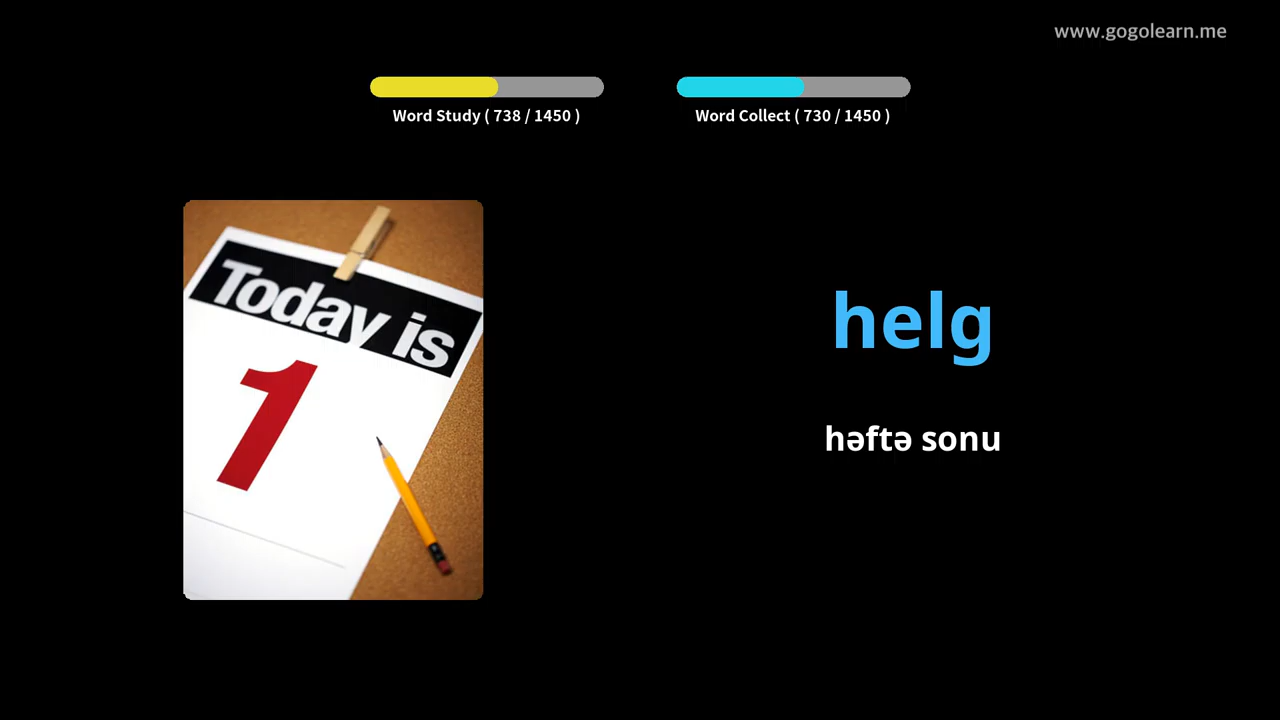 www.gogolearn.me
Word Study ( 738 / 1450 )
Word Collect ( 730 / 1450 )
Today is
1
helg
həftə sonu